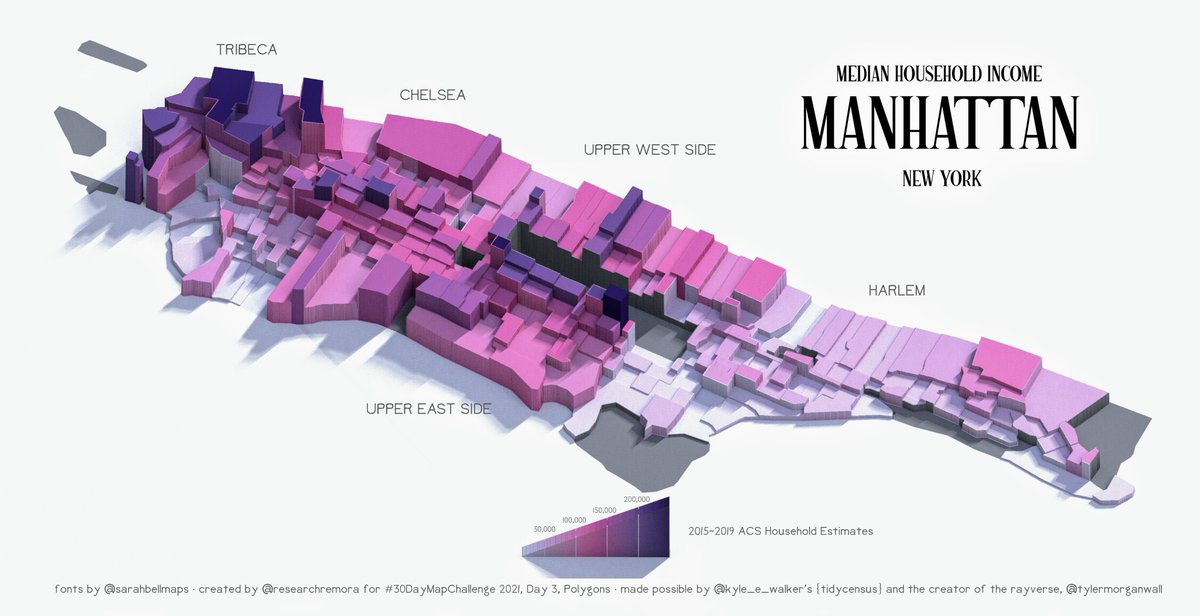 TRIBECA
CHELSEA
UPPER WEST SIDE
MEDIAN HOUSEHOLD INCOME
MANHATTAN
NEW YORK
HARLEM
UPPER EAST SIDE
50,000
100,000
150,000
200,000
2015-2019 ACS Household Estimates
fonts by @sarahbellmaps · created by @researchremora for #30DayMapChallenge 2021, Day 3, Polygons · made possible by @kyle_e_walker's {tidycensus} and the creator of the rayverse, @tylermorganwall